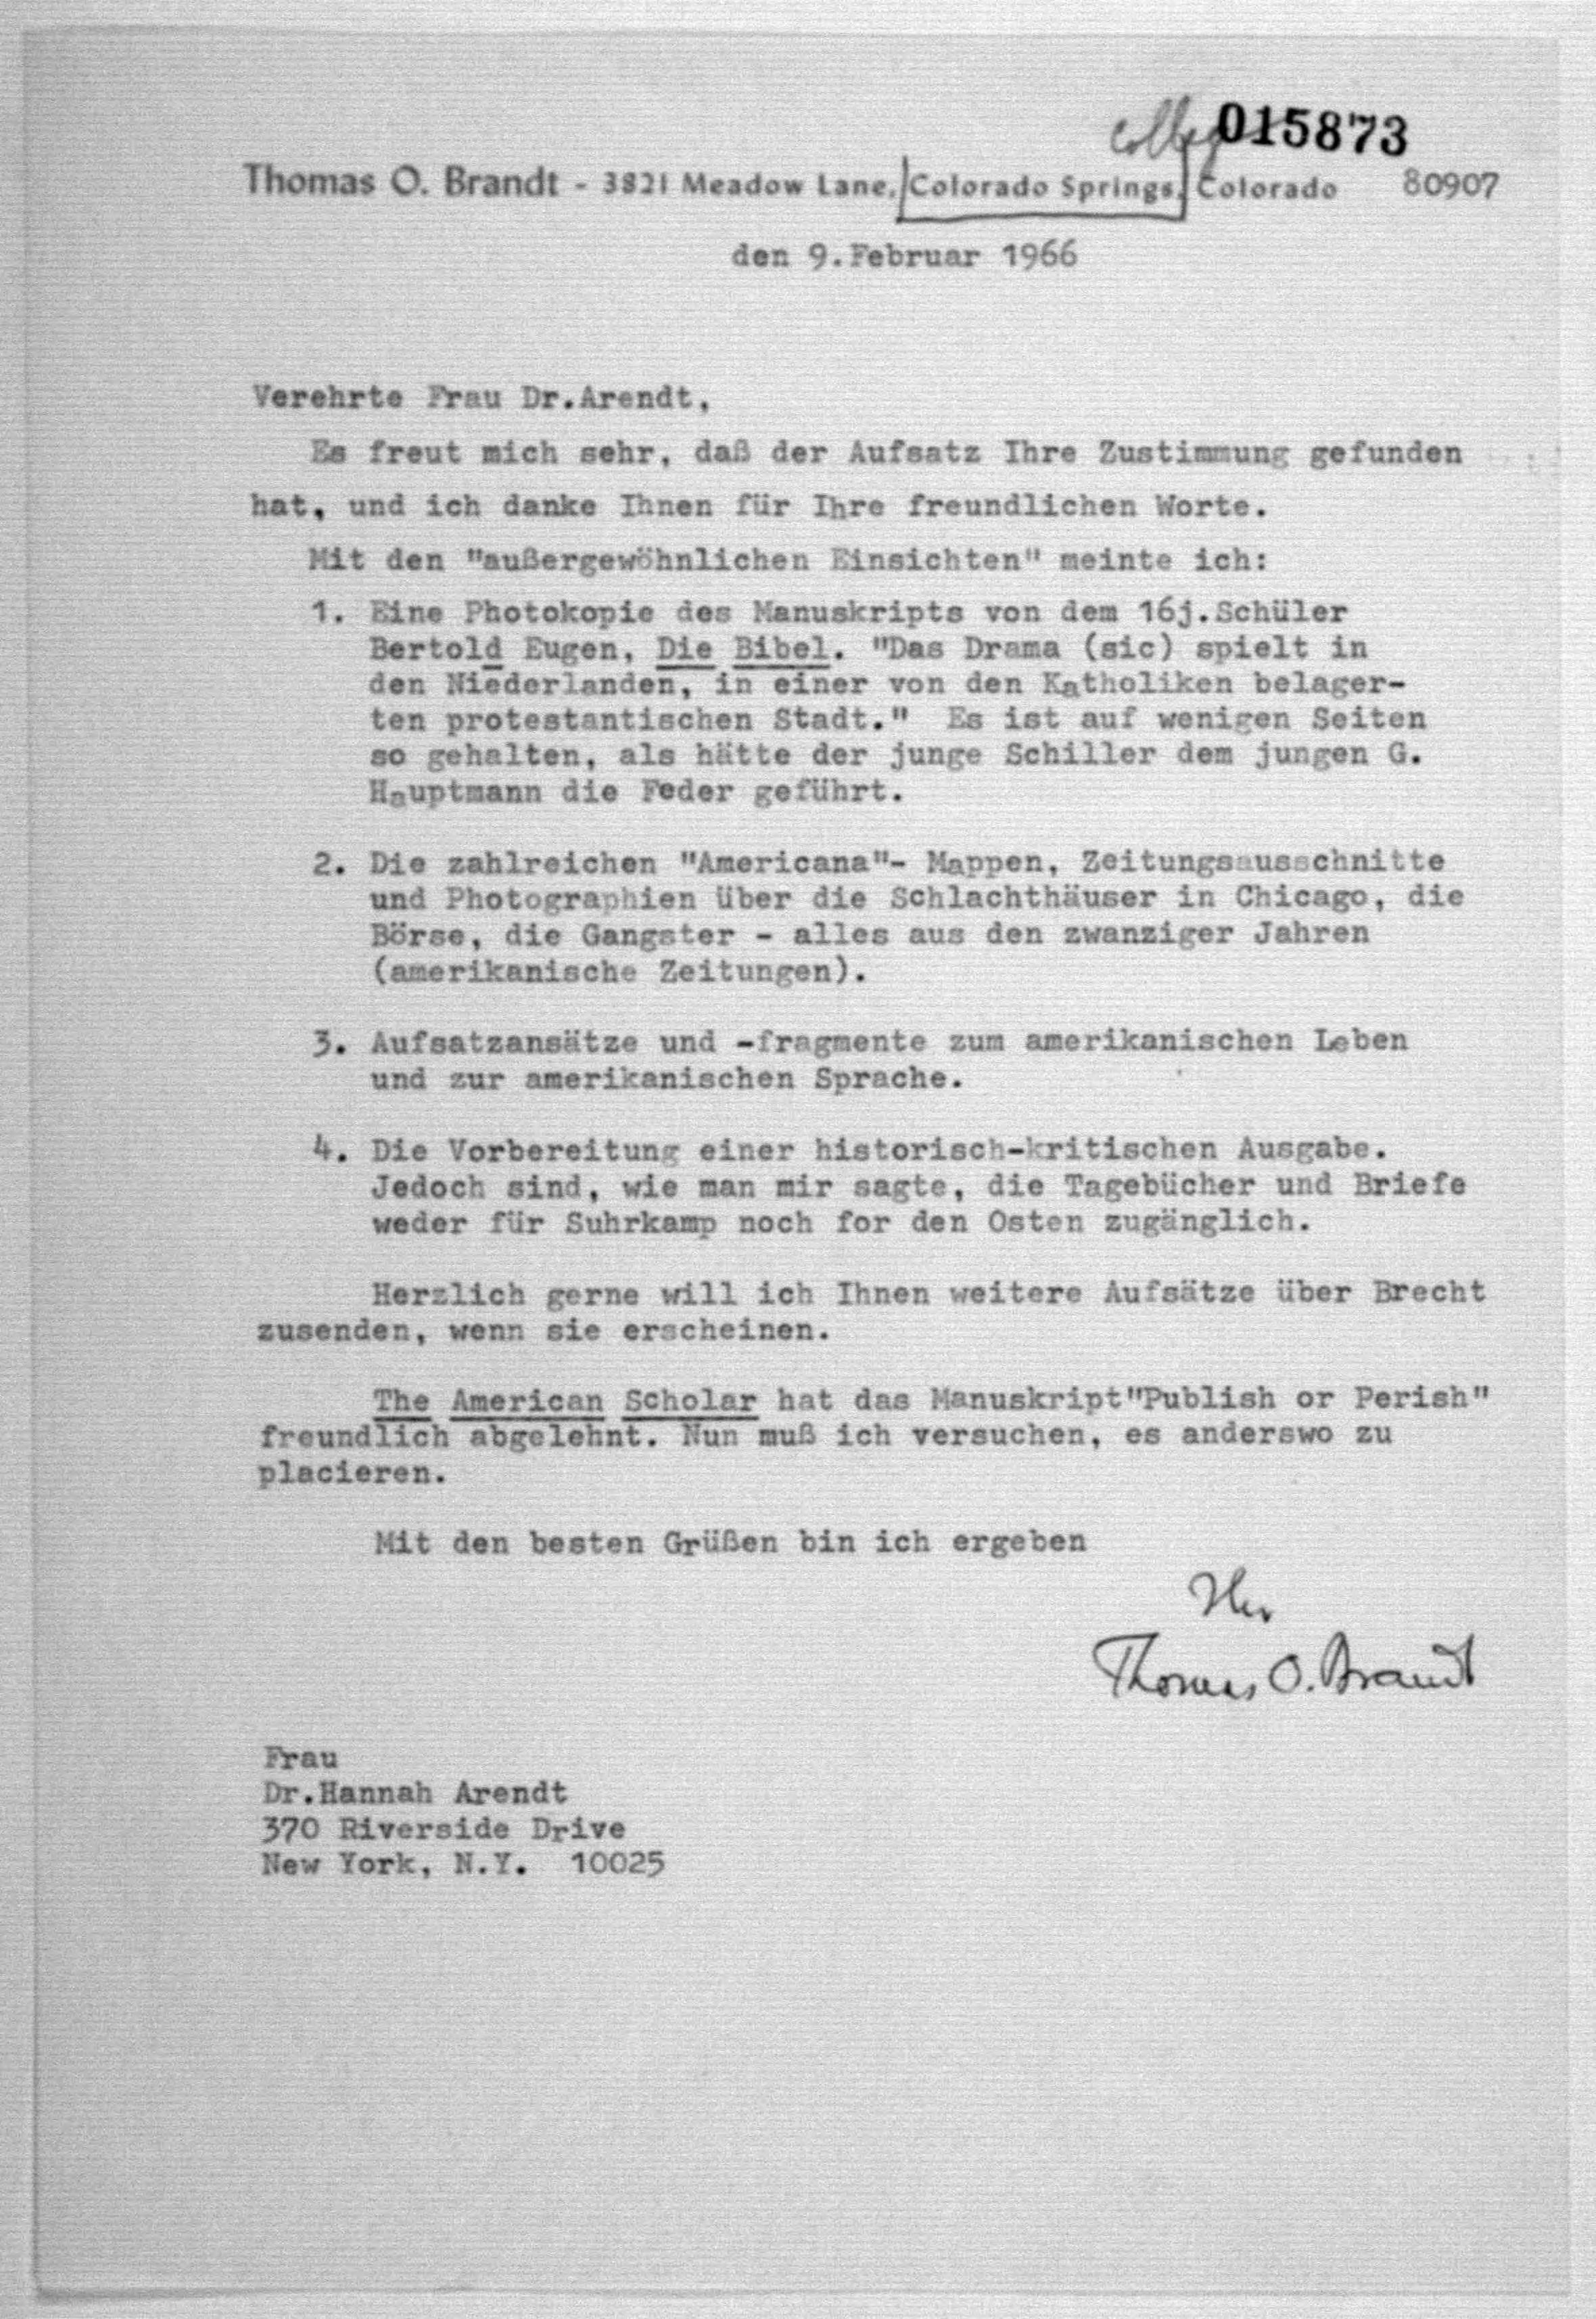 015873
Thomas O. Brandt - 3821 Meadow Lane, Colorado Springs, Colorado 80907
den 9.Februar 1966
Verehrte Frau Dr.Arendt,
Es freut mich sehr, daß der Aufsatz Ihre Zustimmung gefunden
hat, und ich danke Ihnen für Ihre freundlichen Worte.
Mit den "außergewöhnlichen Einsichten" meinte ich:
1. Eine Photokopie des Manuskripts von dem 16j.Schüler
Bertold Eugen, Die Bibel. "Das Drama (sic) spielt in
den Niederlanden, in einer von den Katholiken belager-
ten protestantischen Stadt." Es ist auf wenigen Seiten
so gehalten, als hätte der junge Schiller dem jungen G.
Hauptmann die Feder geführt.
2. Die zahlreichen "Americana"- Mappen, Zeitungsausschnitte
und Photographien über die Schlachthäuser in Chicago, die
Börse, die Gangster - alles aus den zwanziger Jahren
(amerikanische Zeitungen).
3. Aufsatzansätze und -fragmente zum amerikanischen Leben
und zur amerikanischen Sprache.
4. Die Vorbereitung einer historisch-kritischen Ausgabe.
Jedoch sind, wie man mir sagte, die Tagebücher und Briefe
weder für Suhrkamp noch for den Osten zugänglich.
Herzlich gerne will ich Ihnen weitere Aufsätze über Brecht
zusenden, wenn sie erscheinen.
The American Scholar hat das Manuskript"Publish or Perish"
freundlich abgelehnt. Nun muß ich versuchen, es anderswo zu
placieren.
Mit den besten Grüßen bin ich ergeben
Ihr
Thomas O. Brandt
Frau
Dr.Hannah Arendt
370 Riverside Drive
New York, N.Y. 10025